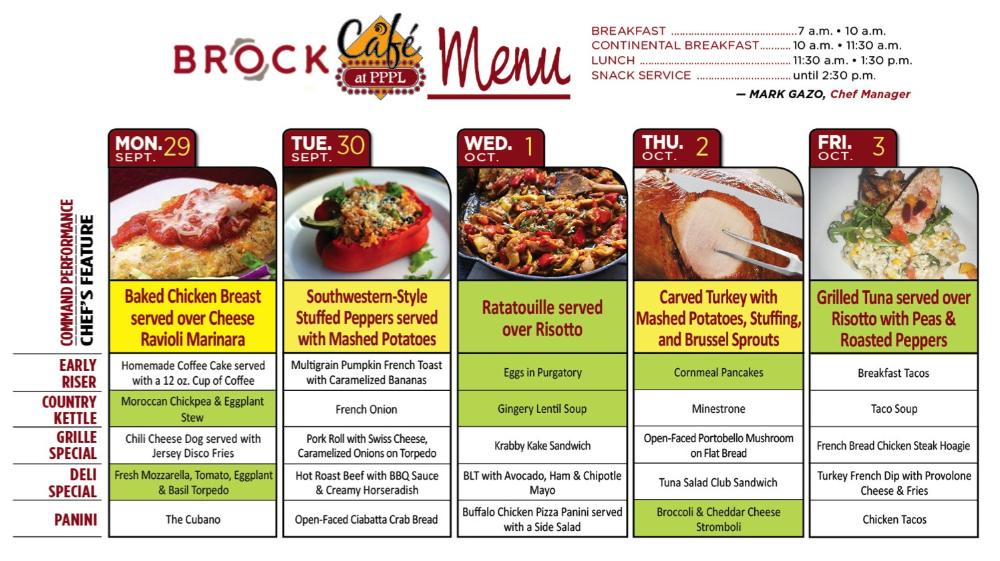 BROCK
Café
at PPPL
Menu
BREAKFAST ............................................7 a.m. • 10 a.m.
CONTINENTAL BREAKFAST........... 10 a.m. • 11:30 a.m.
LUNCH ..................................................... 11:30 a.m. • 1:30 p.m.
SNACK SERVICE ................................. until 2:30 p.m.
— MARK GAZO, Chef Manager
MON. 29
SEPT.
TUE. 30
SEPT.
WED. 1
OCT.
THU. 2
OCT.
FRI. 3
OCT.
COMMAND PERFORMANCE
CHEF'S FEATURE
Baked Chicken Breast
served over Cheese
Ravioli Marinara
Southwestern-Style
Stuffed Peppers served
with Mashed Potatoes
Ratatouille served
over Risotto
Carved Turkey with
Mashed Potatoes, Stuffing,
and Brussel Sprouts
Grilled Tuna served over
Risotto with Peas &
Roasted Peppers
EARLY
RISER
Homemade Coffee Cake served
with a 12 oz. Cup of Coffee
Multigrain Pumpkin French Toast
with Caramelized Bananas
Eggs in Purgatory
Cornmeal Pancakes
Breakfast Tacos
COUNTRY
KETTLE
Moroccan Chickpea & Eggplant
Stew
French Onion
Gingery Lentil Soup
Minestrone
Taco Soup
GRILLE
SPECIAL
Chili Cheese Dog served with
Jersey Disco Fries
Pork Roll with Swiss Cheese,
Caramelized Onions on Torpedo
Krabby Kake Sandwich
Open-Faced Portobello Mushroom
on Flat Bread
French Bread Chicken Steak Hoagie
DELI
SPECIAL
Fresh Mozzarella, Tomato, Eggplant
& Basil Torpedo
Hot Roast Beef with BBQ Sauce
& Creamy Horseradish
BLT with Avocado, Ham & Chipotle
Mayo
Tuna Salad Club Sandwich
Turkey French Dip with Provolone
Cheese & Fries
PANINI
The Cubano
Open-Faced Ciabatta Crab Bread
Buffalo Chicken Pizza Panini served
with a Side Salad
Broccoli & Cheddar Cheese
Stromboli
Chicken Tacos